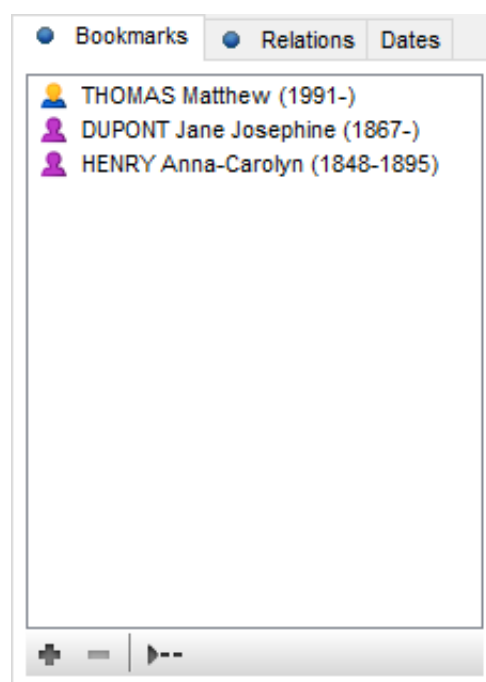 Bookmarks Relations Dates
THOMAS Matthew (1991-)
DUPONT Jane Josephine (1867-)
HENRY Anna-Carolyn (1848-1895)